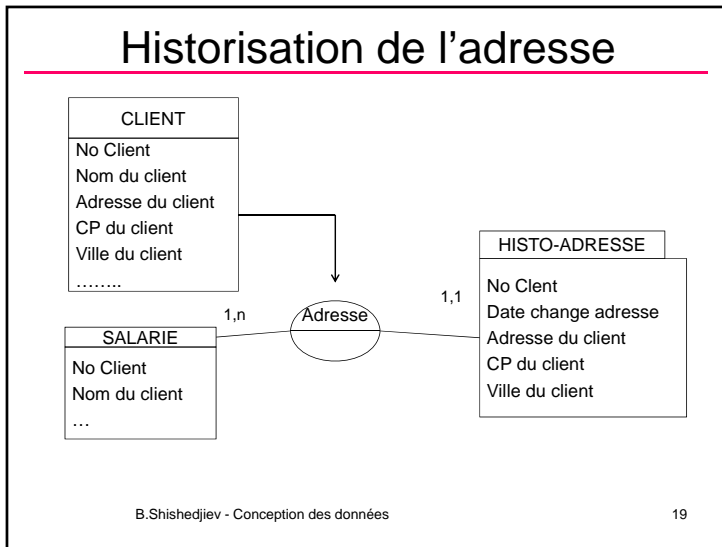 Historisation de l'adresse
CLIENT
No Client
Nom du client
Adresse du client
CP du client
Ville du client
……..
SALARIE
No Client
Nom du client
…
1,n
Adresse
1,1
HISTO-ADRESSE
No Clent
Date change adresse
Adresse du client
CP du client
Ville du client
B.Shishedjiev - Conception des données
19